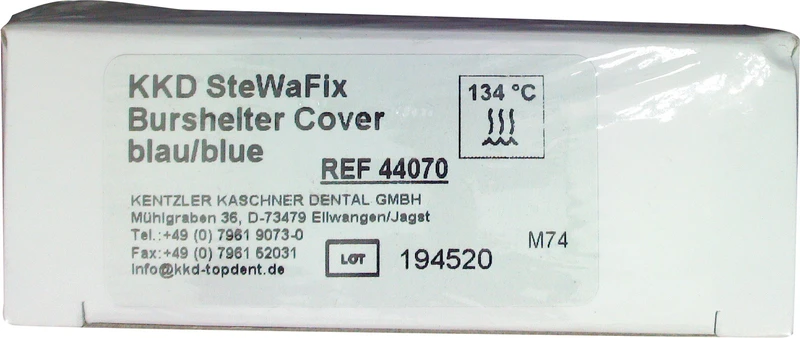 KKD SteWaFix
Burshelter Cover
blau/blue
REF 44070
134 °C
KENTZLER KASCHNER DENTAL GMBH
Mühlgraben 36, D-73479 Ellwangen/Jagst
Tel.:+49 (0) 7961 9073-0
Fax:+49 (0) 7961 52031
info@kkd-topdent.de
LOT 194520
M74